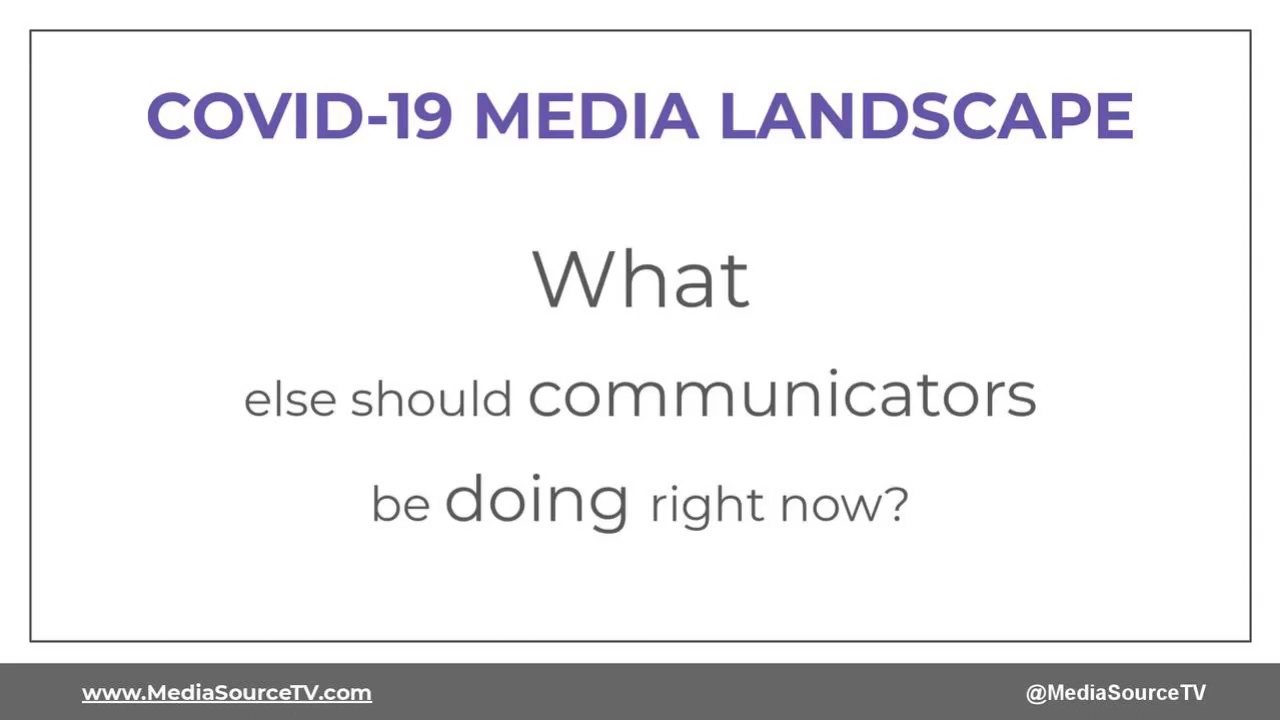 COVID-19 MEDIA LANDSCAPE
What
else should communicators
be doing right now?
www.MediaSourceTV.com
@MediaSourceTV